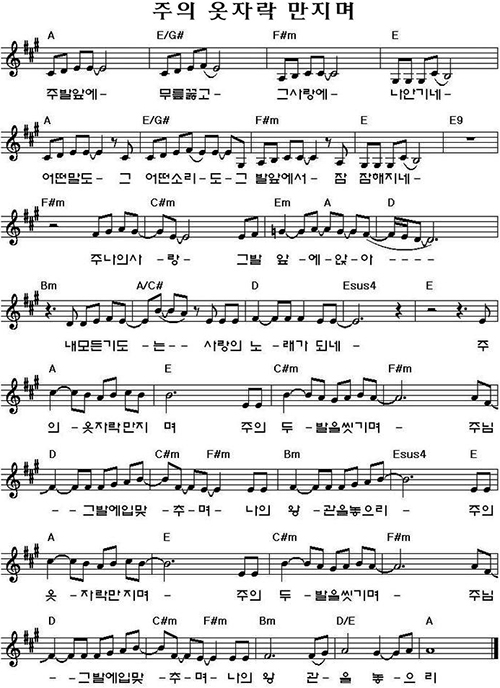 주의 옷자락 만지며
A E/G# F#m E
주발앞에- 무릎꿇고- 그사랑에- 나안기네-
A E/G# F#m E E9
어떤말도- 그 어떤소리-도-그 발앞에서- 잠 잠해지네-
F#m C#m Em A D
주나의사- 랑- 그발 앞 -에-앉-아 - - - -
Bm A/C# D Esus4 E
내모든기도 -는- - 사랑의 노 -래가 되네- 주
A E C#m F#m
의 -옷자락만지 며 주의 두 -발을씻기며- 주님
D C#m F#m Bm Esus4 E
- -그발에입맞 -추-며- 나의 왕 -관을놓으리- 주의
A E C#m F#m
옷 -자락만지며- 주의 두 -발을씻기며- 주님
D C#m F#m Bm D/E A
- -그발에입맞 -추-며-나의 왕 관-을 놓-으 리